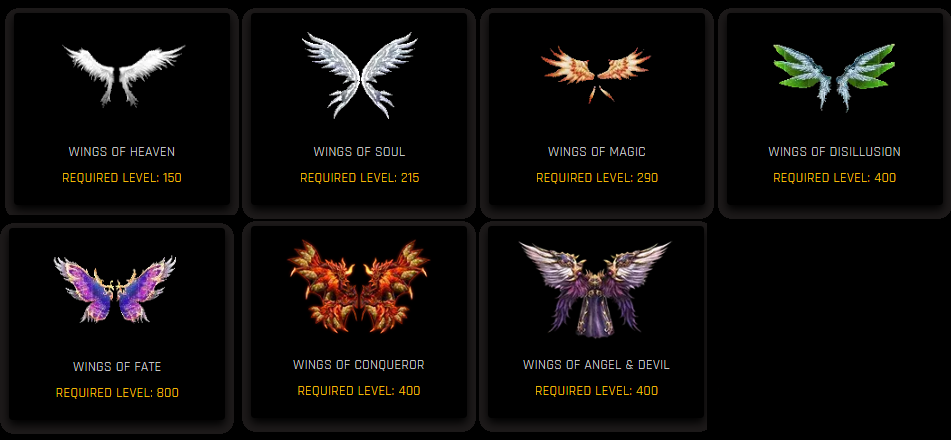 WINGS OF HEAVEN
REQUIRED LEVEL: 150
WINGS OF SOUL
REQUIRED LEVEL: 215
WINGS OF MAGIC
REQUIRED LEVEL: 290
WINGS OF DISILLUSION
REQUIRED LEVEL: 400
WINGS OF FATE
REQUIRED LEVEL: 800
WINGS OF CONQUEROR
REQUIRED LEVEL: 400
WINGS OF ANGEL & DEVIL
REQUIRED LEVEL: 400